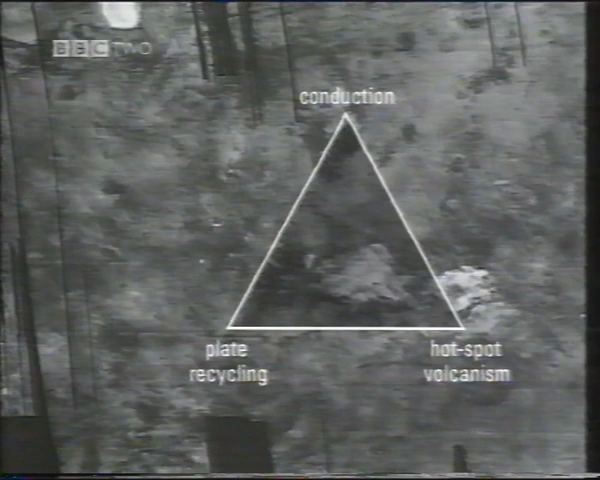 BBC TWO
conduction
plate
recycling
hot-spot
volcanism